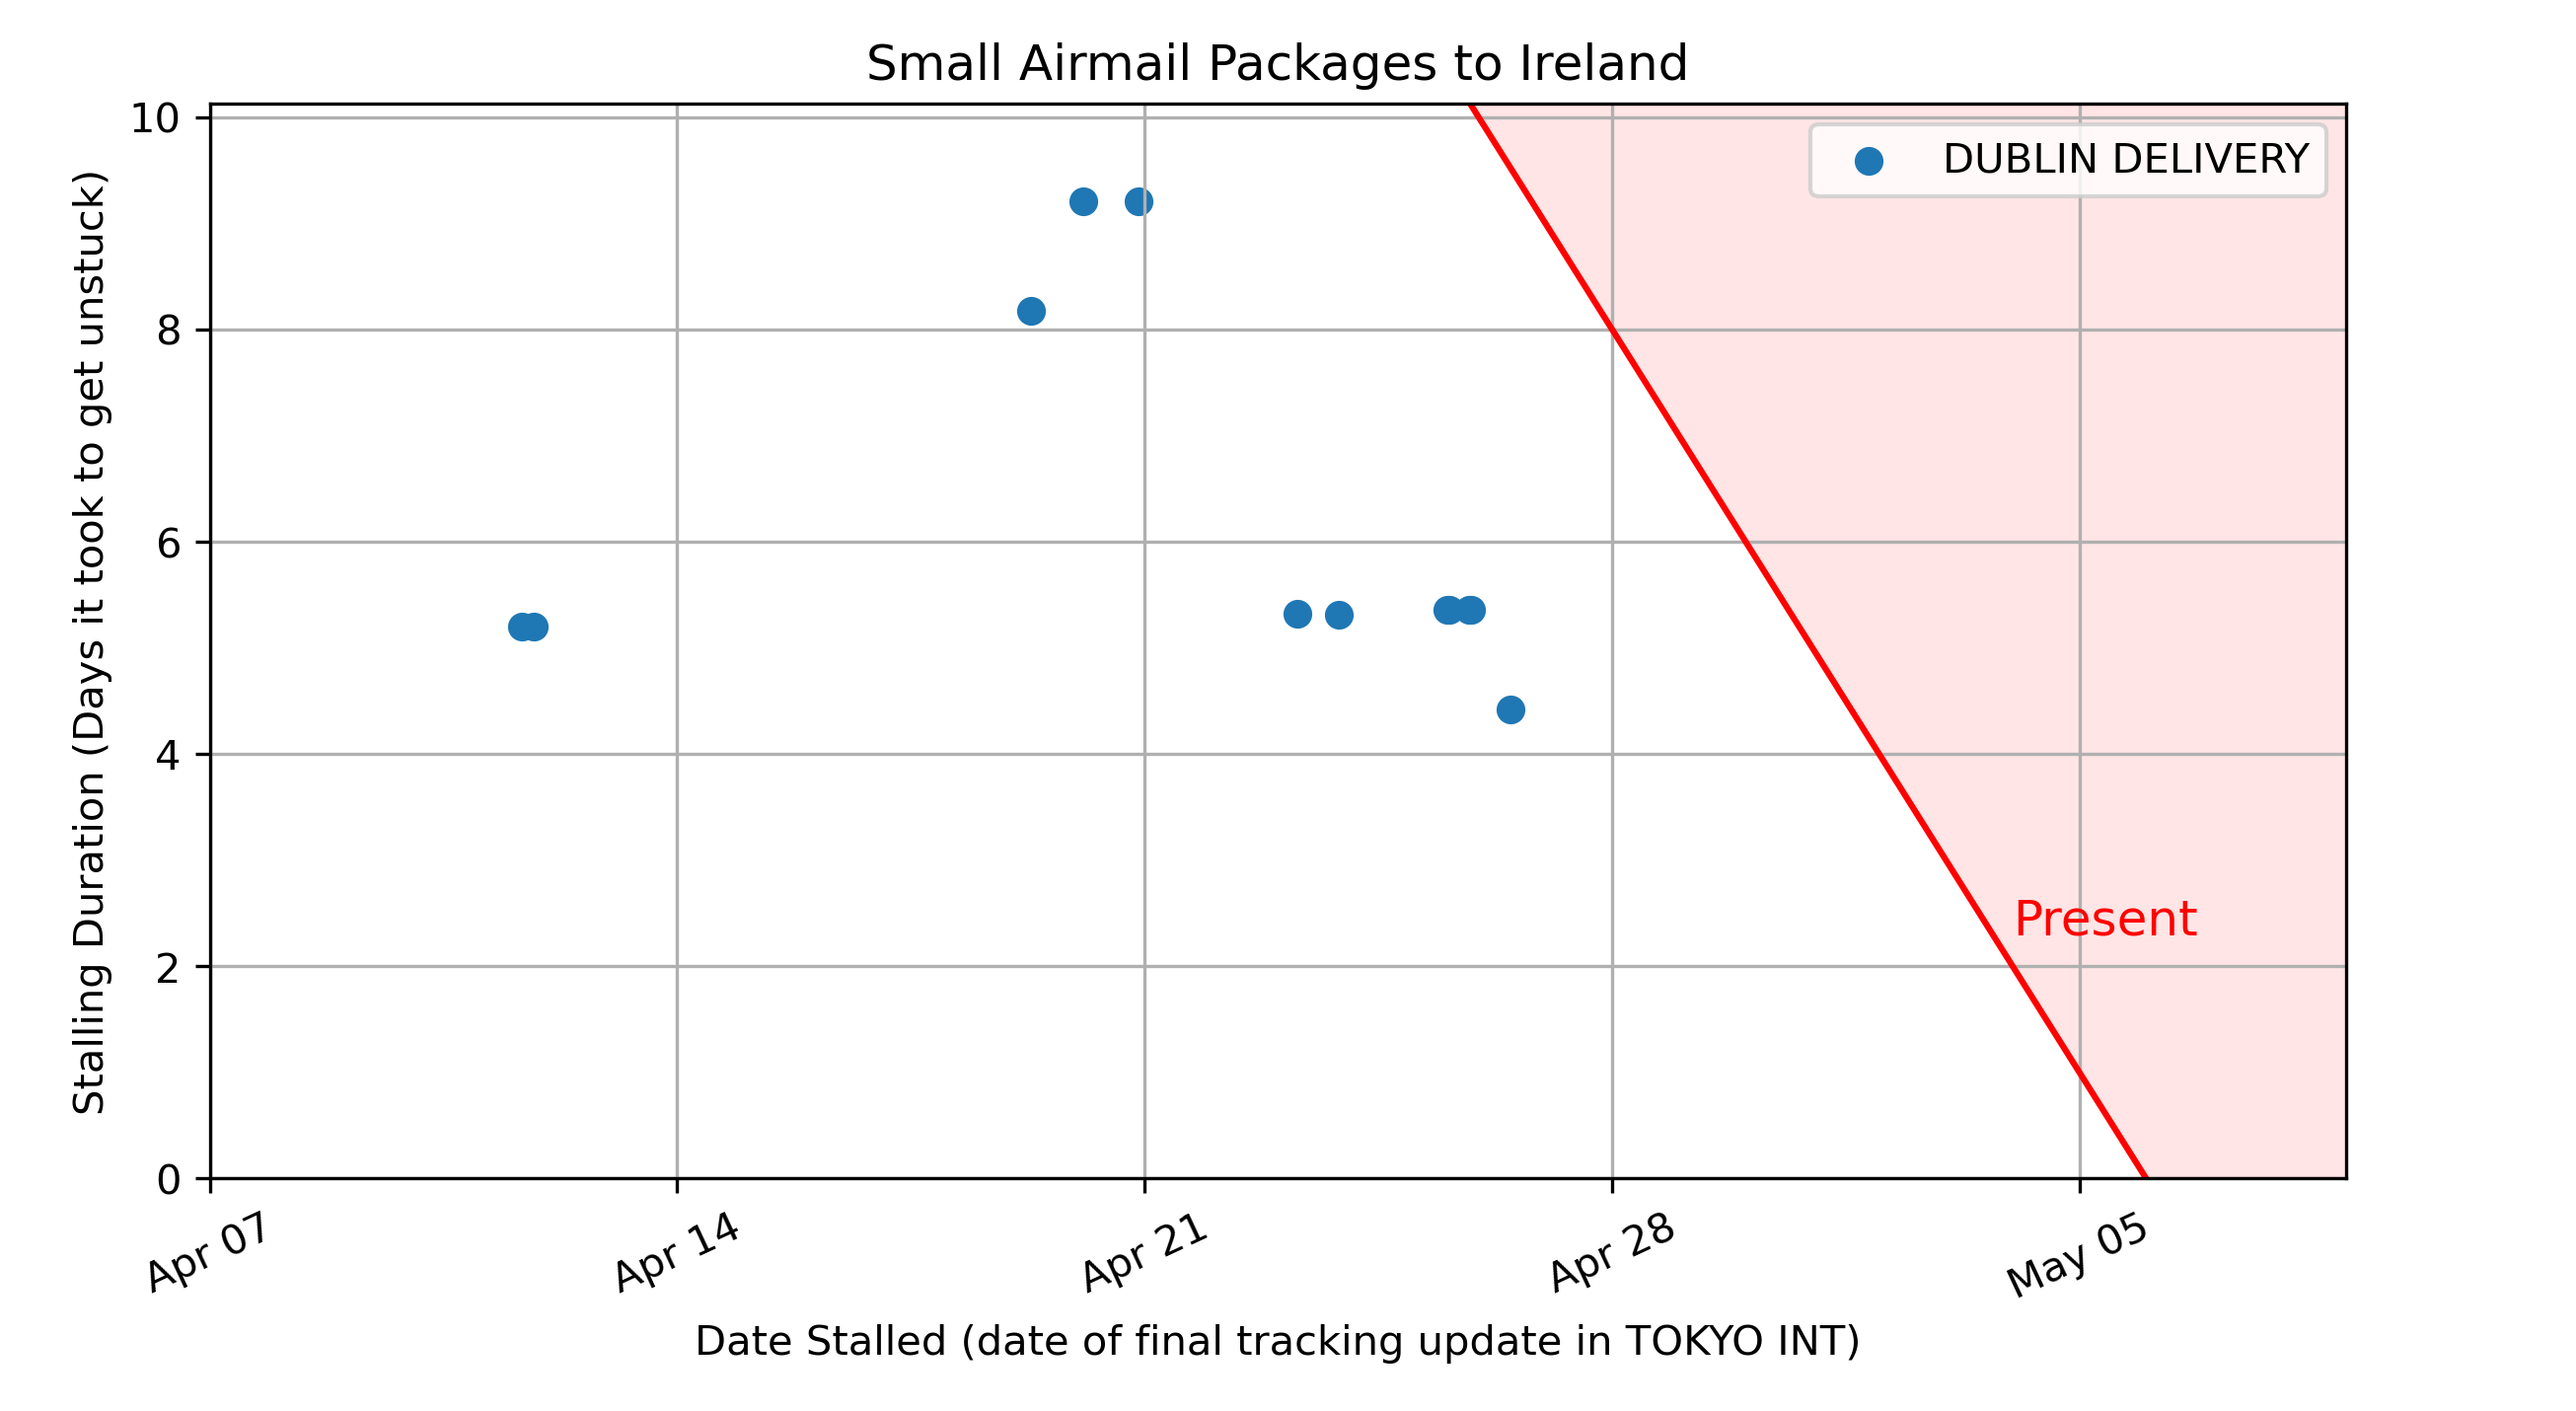 Small Airmail Packages to Ireland
Stalling Duration (Days it took to get unstuck)
10
8
6
4
2
0
DUBLIN DELIVERY
Present
Apr 07
Apr 14
Apr 21
Apr 28
May 05
Date Stalled (date of final tracking update in TOKYO INT)